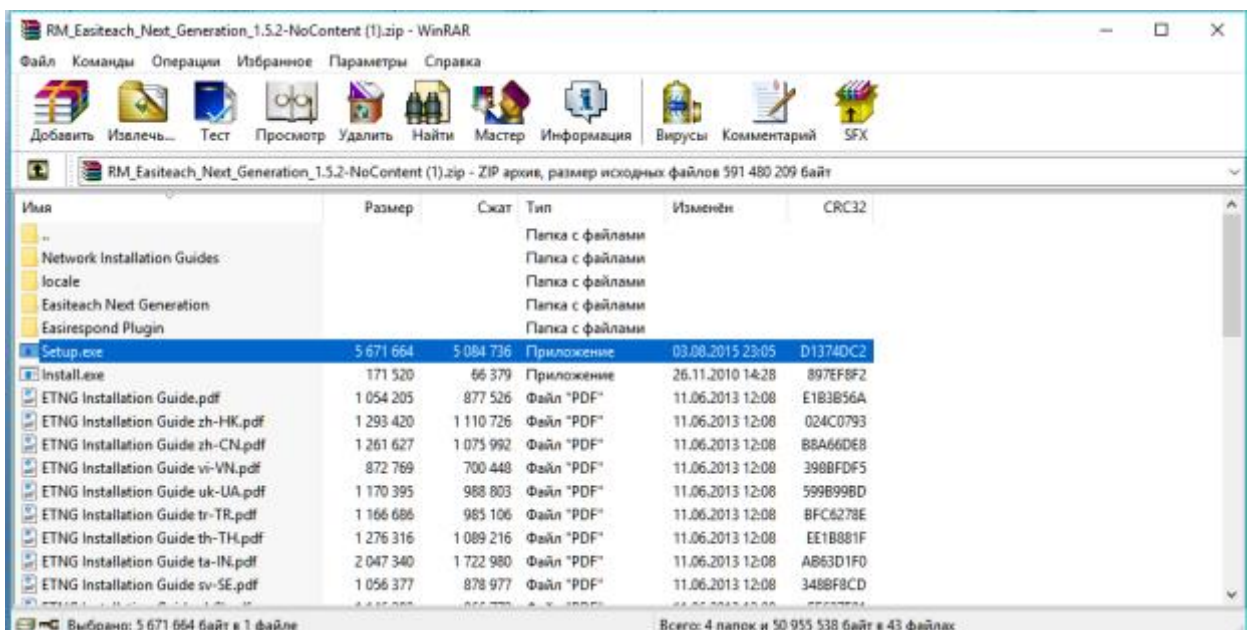 RM_Easiteach_Next_Generation_1.5.2-NoContent (1).zip - WinRAR
Файл Команды Операции Избранное Параметры Справка
Добавить Извлечь... Тест Просмотр Удалить Найти Мастер Информация Вирусы Комментарий SFX
RM_Easiteach_Next_Generation_1.5.2-NoContent (1).zip - ZIP архив, размер исходных файлов 591 480 209 байт
Имя Размер Сжат Тип Изменён CRC32
.. Папка с файлами
Network Installation Guides Папка с файлами
locale Папка с файлами
Easiteach Next Generation Папка с файлами
Easirespond Plugin Папка с файлами
Setup.exe 5 671 664 5 084 736 Приложение 03.08.2015 23:05 D1374DC2
Install.exe 171 520 66 379 Приложение 26.11.2010 14:28 897EF8F2
ETNG Installation Guide.pdf 1 054 205 877 526 Файл "PDF" 11.06.2013 12:08 E1B3B56A
ETNG Installation Guide zh-HK.pdf 1 293 420 1 110 726 Файл "PDF" 11.06.2013 12:08 024C0793
ETNG Installation Guide zh-CN.pdf 1 261 627 1 075 992 Файл "PDF" 11.06.2013 12:08 B8A66DE8
ETNG Installation Guide vi-VN.pdf 872 769 700 448 Файл "PDF" 11.06.2013 12:08 398BFDF5
ETNG Installation Guide uk-UA.pdf 1 170 395 988 803 Файл "PDF" 11.06.2013 12:08 599B99BD
ETNG Installation Guide tr-TR.pdf 1 166 686 985 106 Файл "PDF" 11.06.2013 12:08 BFC6278E
ETNG Installation Guide th-TH.pdf 1 276 316 1 089 216 Файл "PDF" 11.06.2013 12:08 EE1B881F
ETNG Installation Guide ta-IN.pdf 2 047 340 1 722 980 Файл "PDF" 11.06.2013 12:08 AB63D1F0
ETNG Installation Guide sv-SE.pdf 1 056 377 878 977 Файл "PDF" 11.06.2013 12:08 348BF8CD
Выбрано: 5 671 664 байт в 1 файле Всего: 4 папок и 50 955 538 байт в 43 файлах